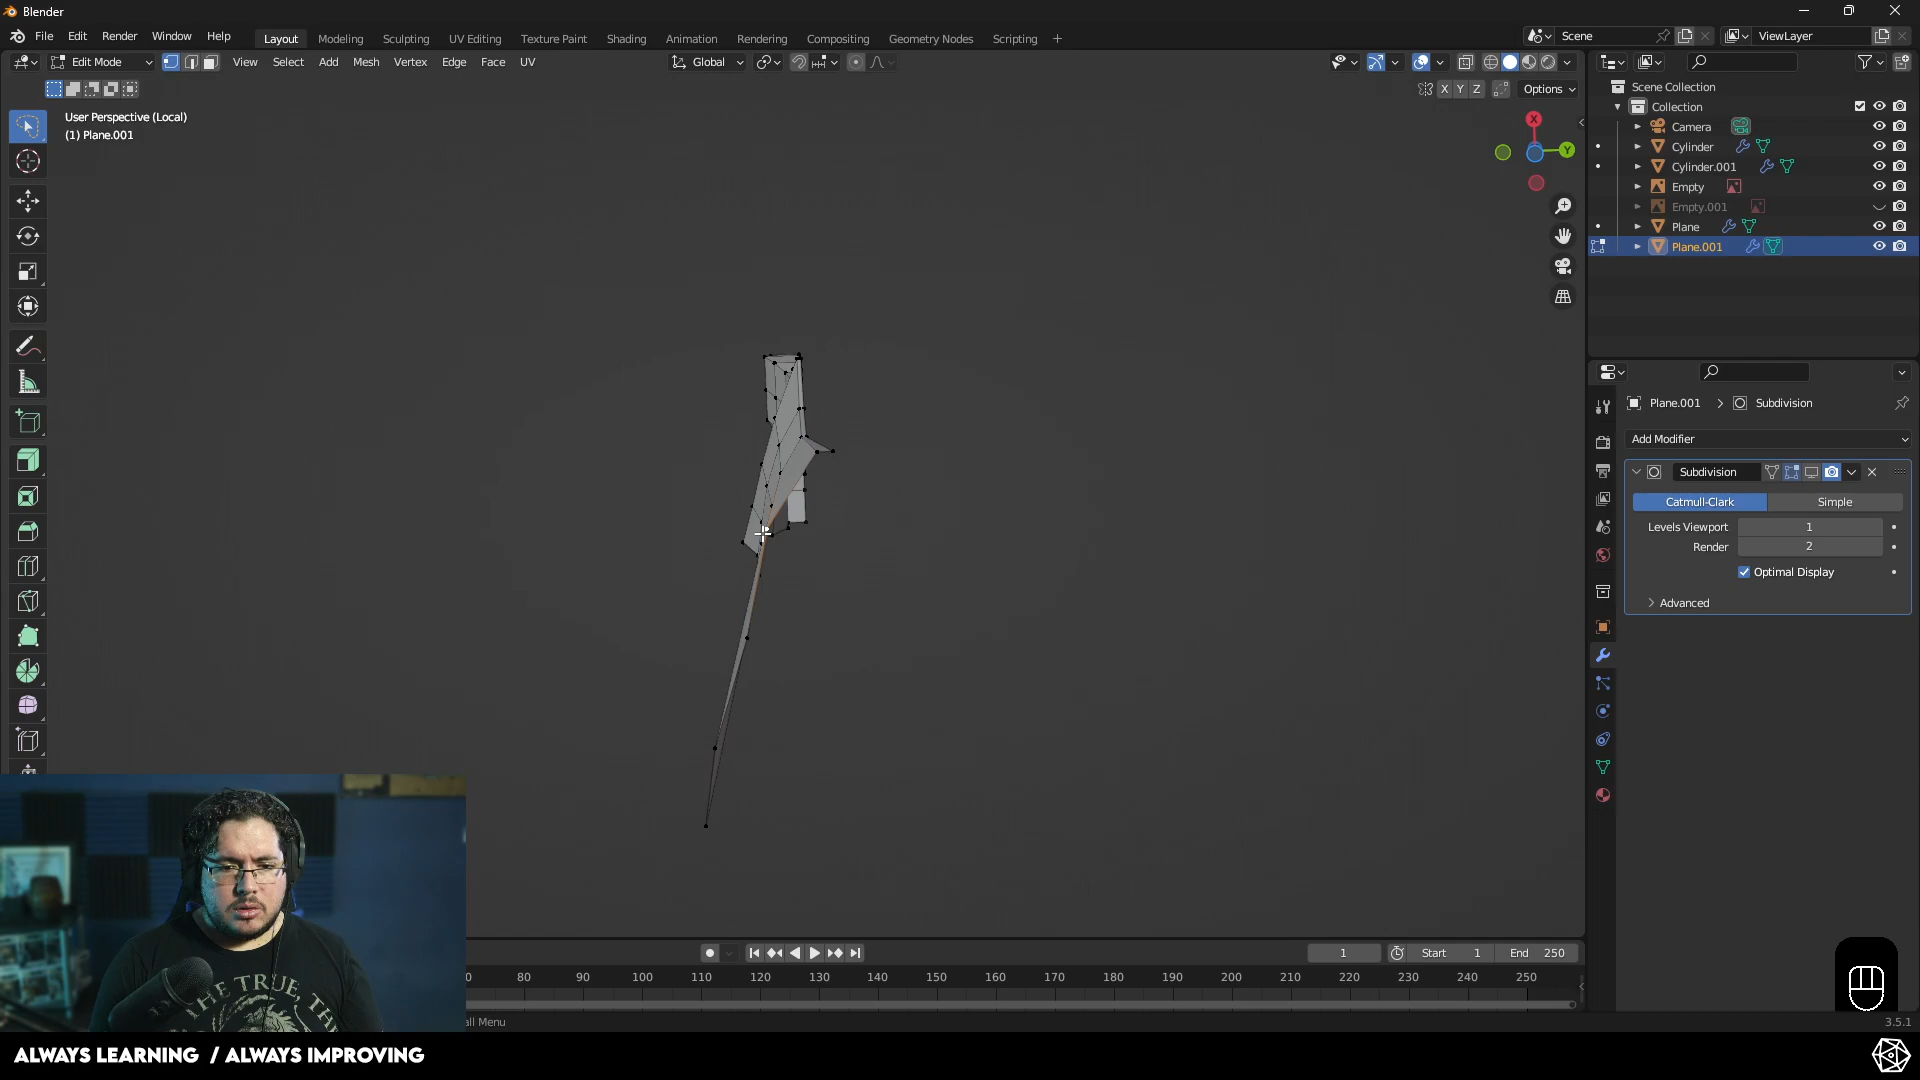 Blender
File Edit Render Window Help Layout Modeling Sculpting UV Editing Texture Paint Shading Animation Rendering Compositing Geometry Nodes Scripting + Scene ViewLayer
Edit Mode View Select Add Mesh Vertex Edge Face UV Global
X Y Z Options
User Perspective (Local)
(1) Plane.001
X
Y
Scene Collection
Collection
Camera
Cylinder
Cylinder.001
Empty
Empty.001
Plane
Plane.001
Plane.001 > Subdivision
Add Modifier
Subdivision
Catmull-Clark Simple
Levels Viewport 1
Render 2
Optimal Display
Advanced
1 Start 1 End 250
80 90 100 110 120 130 140 150 160 170 180 190 200 210 220 230 240 250
all Menu
3.5.1
THE TRUE, TH
ALWAYS LEARNING / ALWAYS IMPROVING